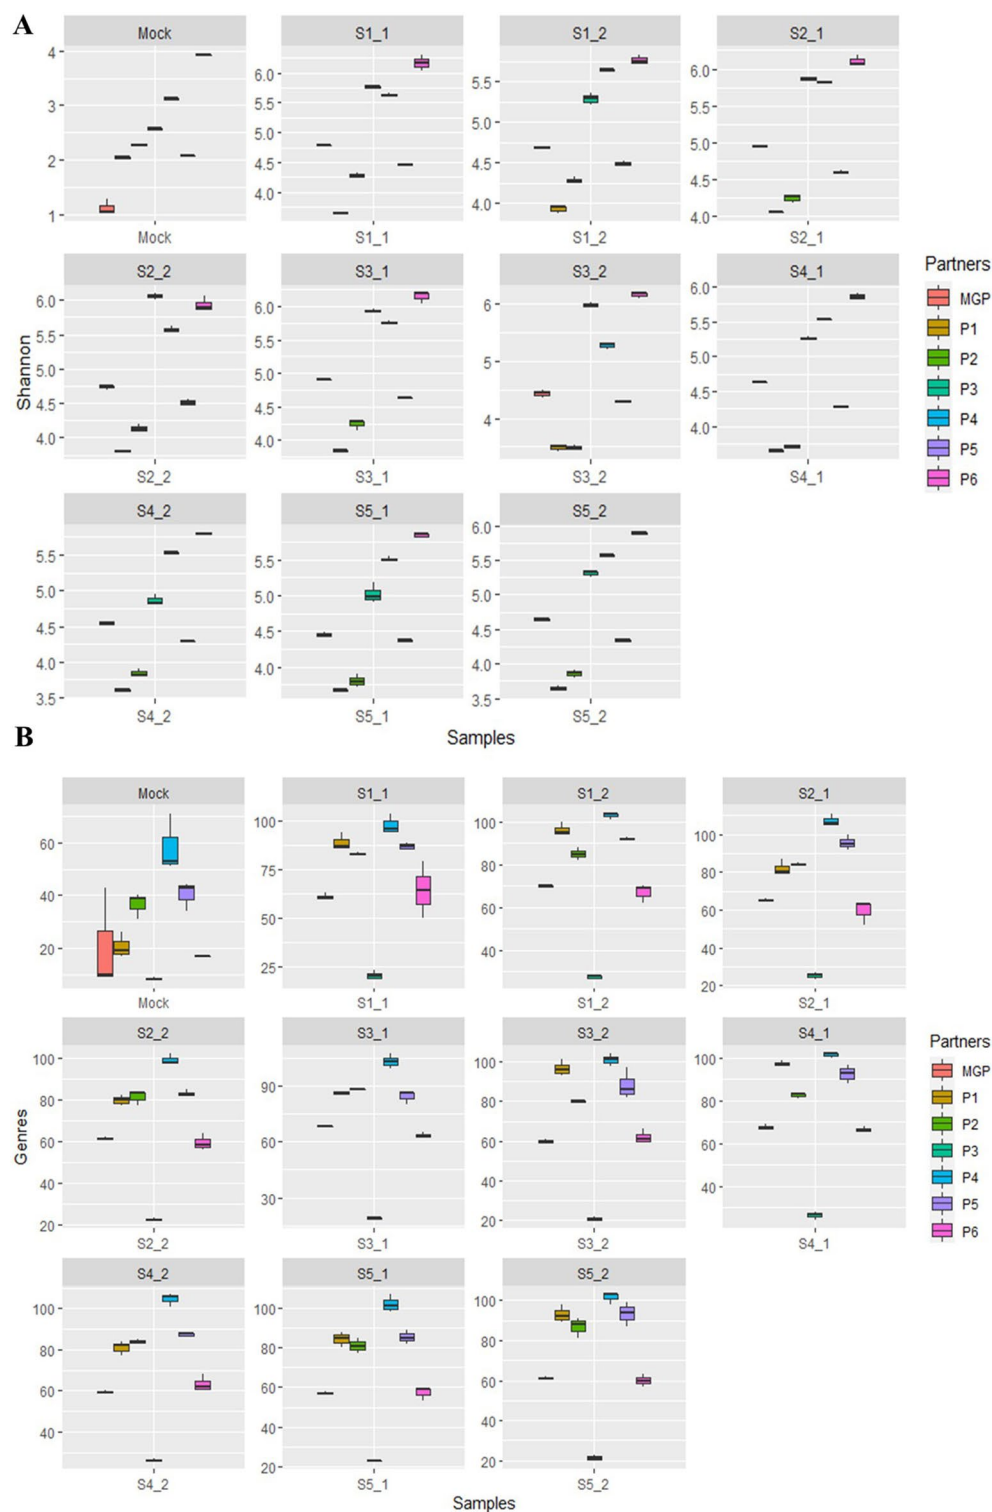 A
Mock S1_1 S1_2 S2_1
4
3
2
1
6.0
5.5
5.0
4.5
4.0
5.5
5.0
4.5
4.0
6.0
5.5
5.0
4.5
4.0
Mock S1_1 S1_2 S2_1
S2_2 S3_1 S3_2 S4_1
Shannon
6.0
5.5
5.0
4.5
4.0
6.0
5.5
5.0
4.5
4.0
6
5
4
6.0
5.5
5.0
4.5
4.0
S2_2 S3_1 S3_2 S4_1
Partners
MGP
P1
P2
P3
P4
P5
P6
S4_2 S5_1 S5_2
5.5
5.0
4.5
4.0
3.5
5.5
5.0
4.5
4.0
6.0
5.5
5.0
4.5
4.0
3.5
S4_2 S5_1 S5_2
Samples
B
Mock S1_1 S1_2 S2_1
60
40
20
100
75
50
25
100
80
60
40
100
80
60
40
20
Mock S1_1 S1_2 S2_1
S2_2 S3_1 S3_2 S4_1
Genres
100
80
60
40
20
90
60
30
100
80
60
40
20
100
80
60
40
S2_2 S3_1 S3_2 S4_1
Partners
MGP
P1
P2
P3
P4
P5
P6
S4_2 S5_1 S5_2
100
80
60
40
100
80
60
40
20
100
80
60
40
20
S4_2 S5_1 S5_2
Samples